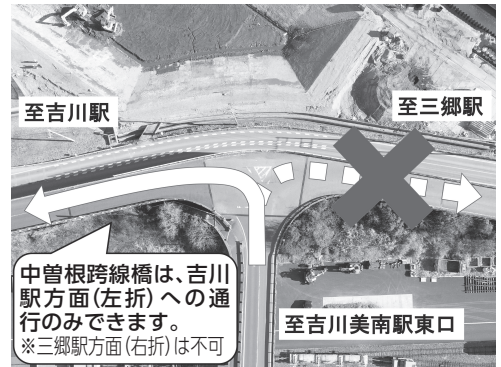 至吉川駅
至三郷駅
中曽根跨線橋は、吉川
駅方面(左折)への通
行のみできます。
※三郷駅方面(右折)は不可
至吉川美南駅東口